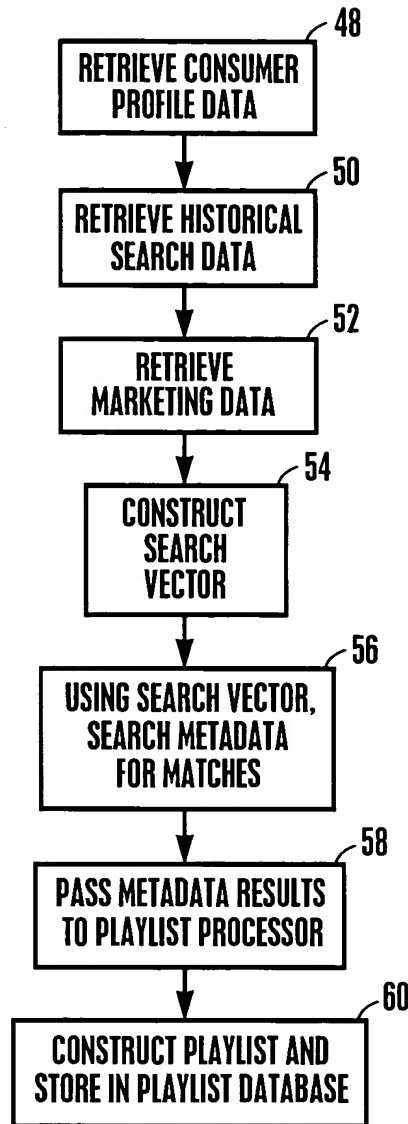 48
RETRIEVE CONSUMER
PROFILE DATA
50
RETRIEVE HISTORICAL
SEARCH DATA
52
RETRIEVE
MARKETING DATA
54
CONSTRUCT
SEARCH
VECTOR
56
USING SEARCH VECTOR,
SEARCH METADATA
FOR MATCHES
58
PASS METADATA RESULTS
TO PLAYLIST PROCESSOR
60
CONSTRUCT PLAYLIST AND
STORE IN PLAYLIST DATABASE